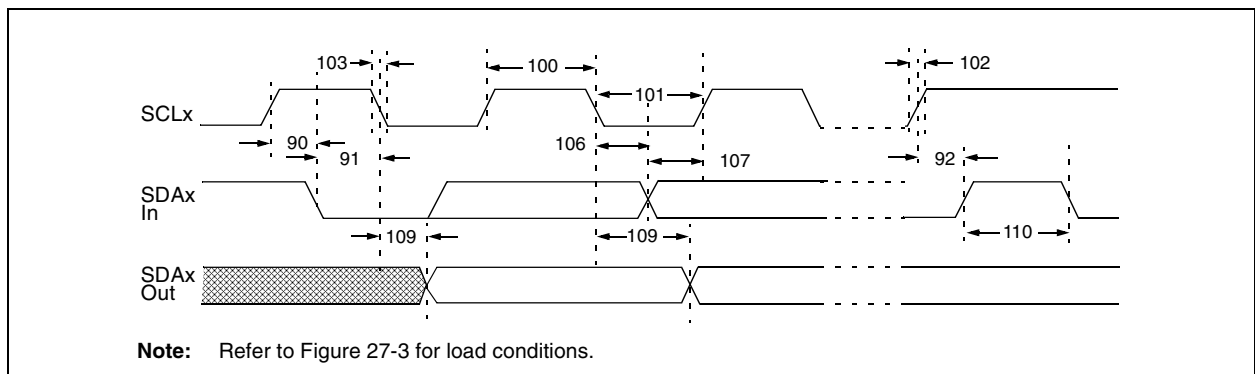 103 100 102
SCLx 101
90 91 106 107 92
SDAx
In
109 109 110
SDAx
Out
Note: Refer to Figure 27-3 for load conditions.